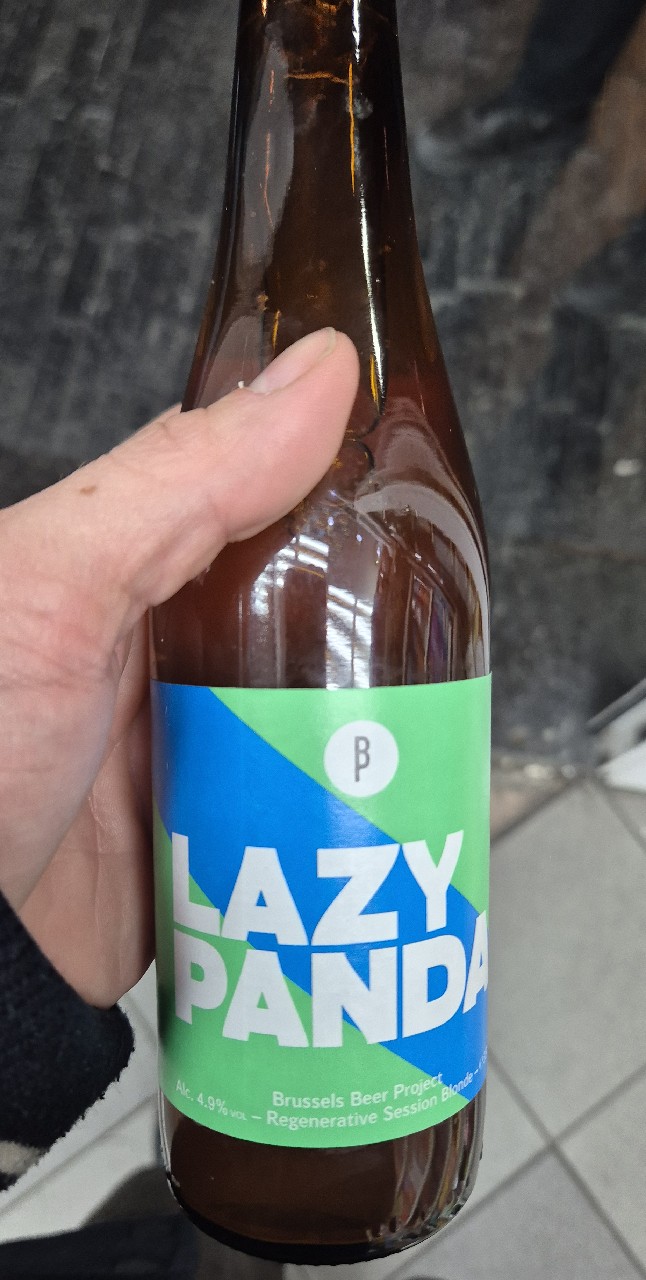 LAZY
PANDA
Brussels Beer Project
Alc. 4.9% VOL – Regenerative Session Blonde –